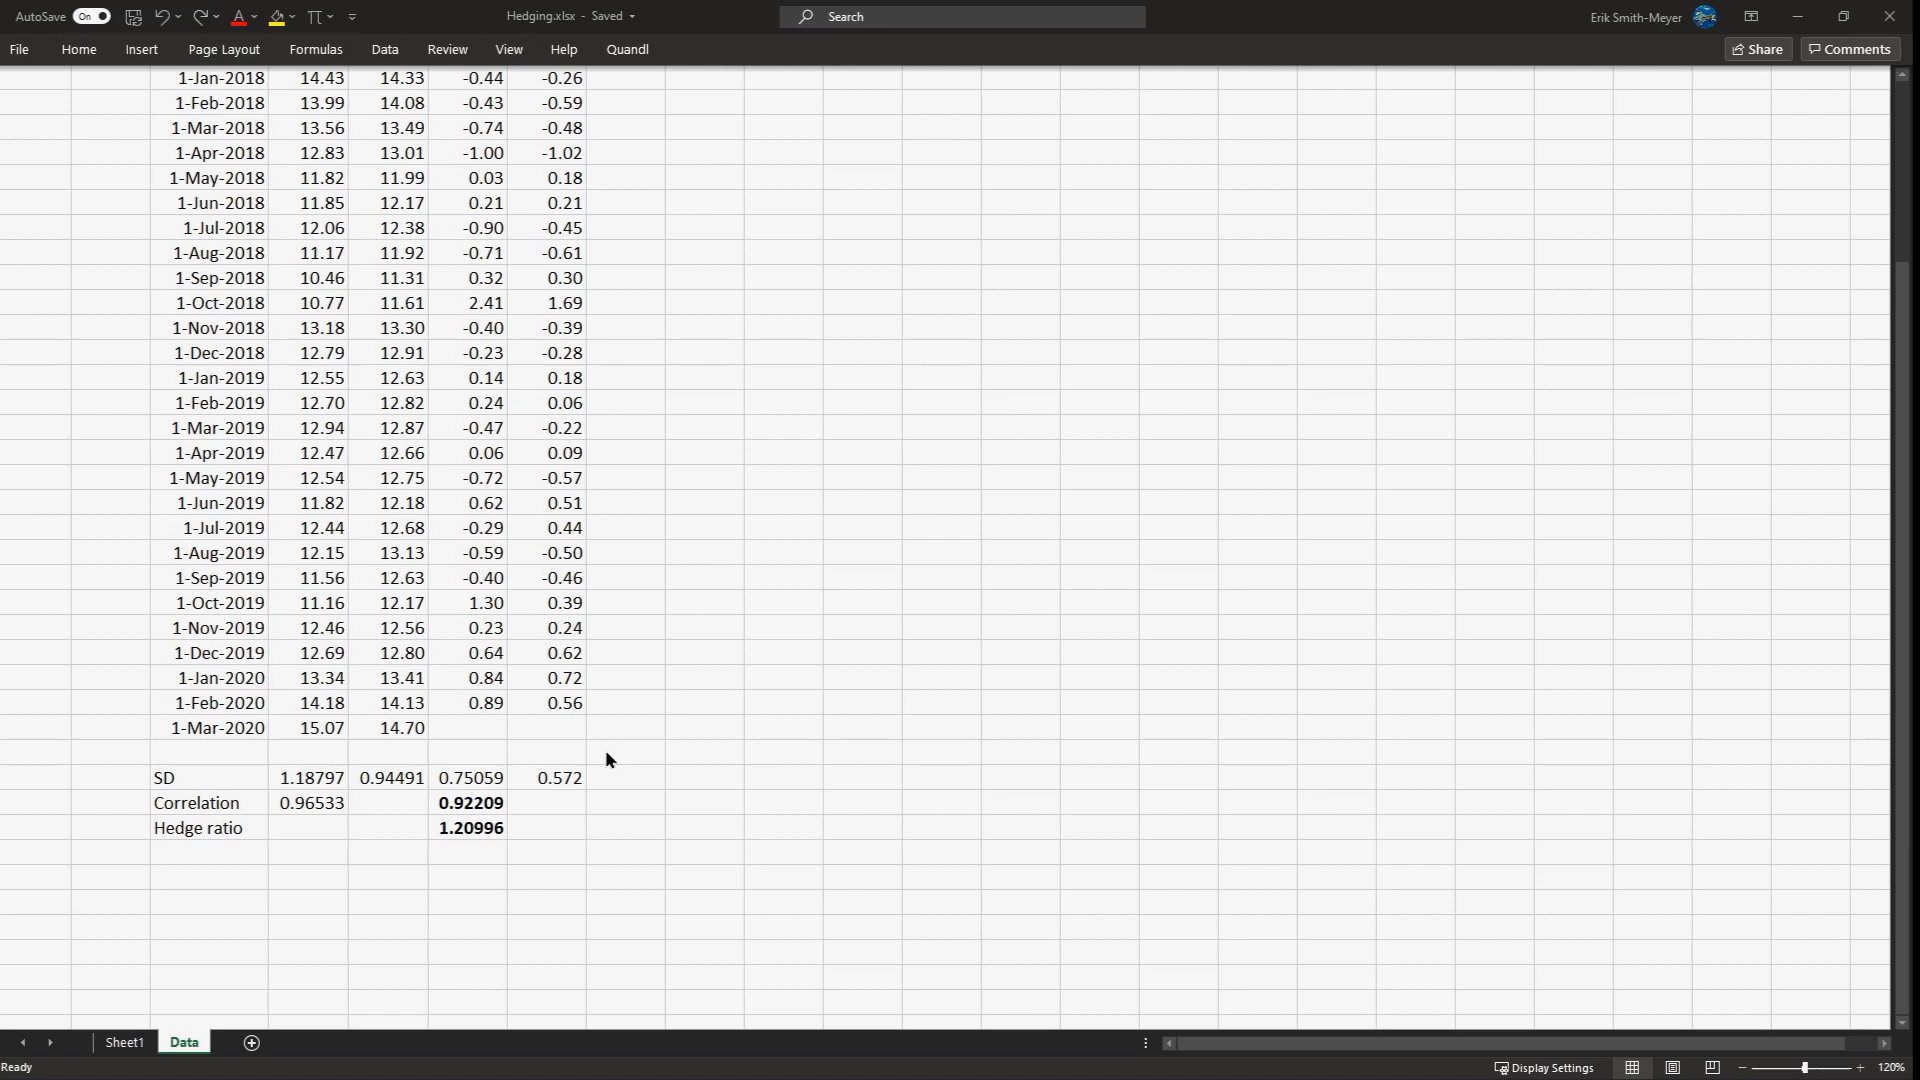 AutoSave On Hedging.xlsx - Saved Search Erik Smith-Meyer
File Home Insert Page Layout Formulas Data Review View Help Quandl Share Comments
1-Jan-2018 14.43 14.33 -0.44 -0.26
1-Feb-2018 13.99 14.08 -0.43 -0.59
1-Mar-2018 13.56 13.49 -0.74 -0.48
1-Apr-2018 12.83 13.01 -1.00 -1.02
1-May-2018 11.82 11.99 0.03 0.18
1-Jun-2018 11.85 12.17 0.21 0.21
1-Jul-2018 12.06 12.38 -0.90 -0.45
1-Aug-2018 11.17 11.92 -0.71 -0.61
1-Sep-2018 10.46 11.31 0.32 0.30
1-Oct-2018 10.77 11.61 2.41 1.69
1-Nov-2018 13.18 13.30 -0.40 -0.39
1-Dec-2018 12.79 12.91 -0.23 -0.28
1-Jan-2019 12.55 12.63 0.14 0.18
1-Feb-2019 12.70 12.82 0.24 0.06
1-Mar-2019 12.94 12.87 -0.47 -0.22
1-Apr-2019 12.47 12.66 0.06 0.09
1-May-2019 12.54 12.75 -0.72 -0.57
1-Jun-2019 11.82 12.18 0.62 0.51
1-Jul-2019 12.44 12.68 -0.29 0.44
1-Aug-2019 12.15 13.13 -0.59 -0.50
1-Sep-2019 11.56 12.63 -0.40 -0.46
1-Oct-2019 11.16 12.17 1.30 0.39
1-Nov-2019 12.46 12.56 0.23 0.24
1-Dec-2019 12.69 12.80 0.64 0.62
1-Jan-2020 13.34 13.41 0.84 0.72
1-Feb-2020 14.18 14.13 0.89 0.56
1-Mar-2020 15.07 14.70
SD 1.18797 0.94491 0.75059 0.572
Correlation 0.96533 0.92209
Hedge ratio 1.20996
Sheet1 Data
Ready Display Settings 120%